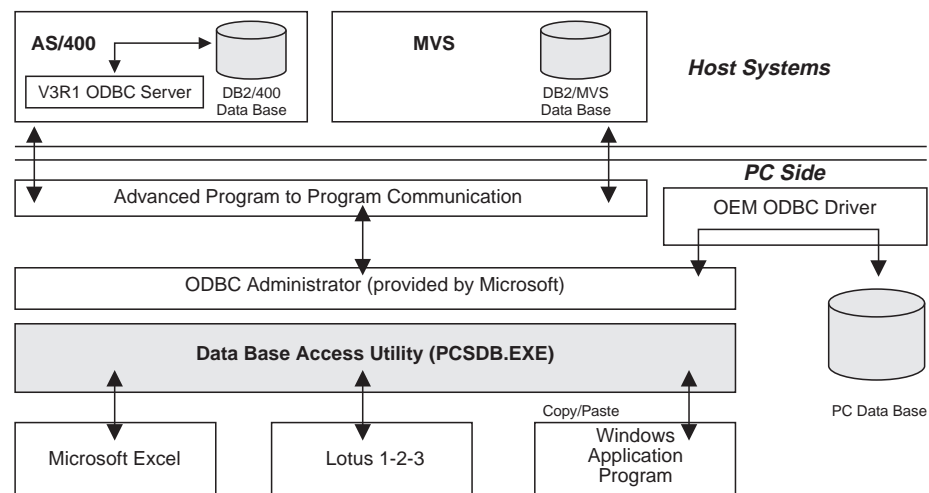 AS/400
V3R1 ODBC Server
DB2/400
Data Base
MVS
DB2/MVS
Data Base
Host Systems
PC Side
Advanced Program to Program Communication
OEM ODBC Driver
ODBC Administrator (provided by Microsoft)
Data Base Access Utility (PCSDB.EXE)
PC Data Base
Microsoft Excel
Lotus 1-2-3
Copy/Paste
Windows
Application
Program